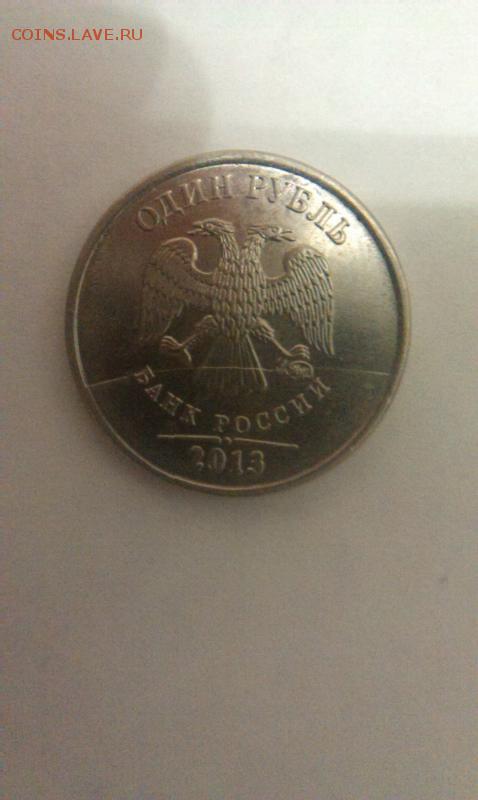 COINS.LAVE.RU
ОДИН РУБЛЬ
БАНК РОССИИ
2013